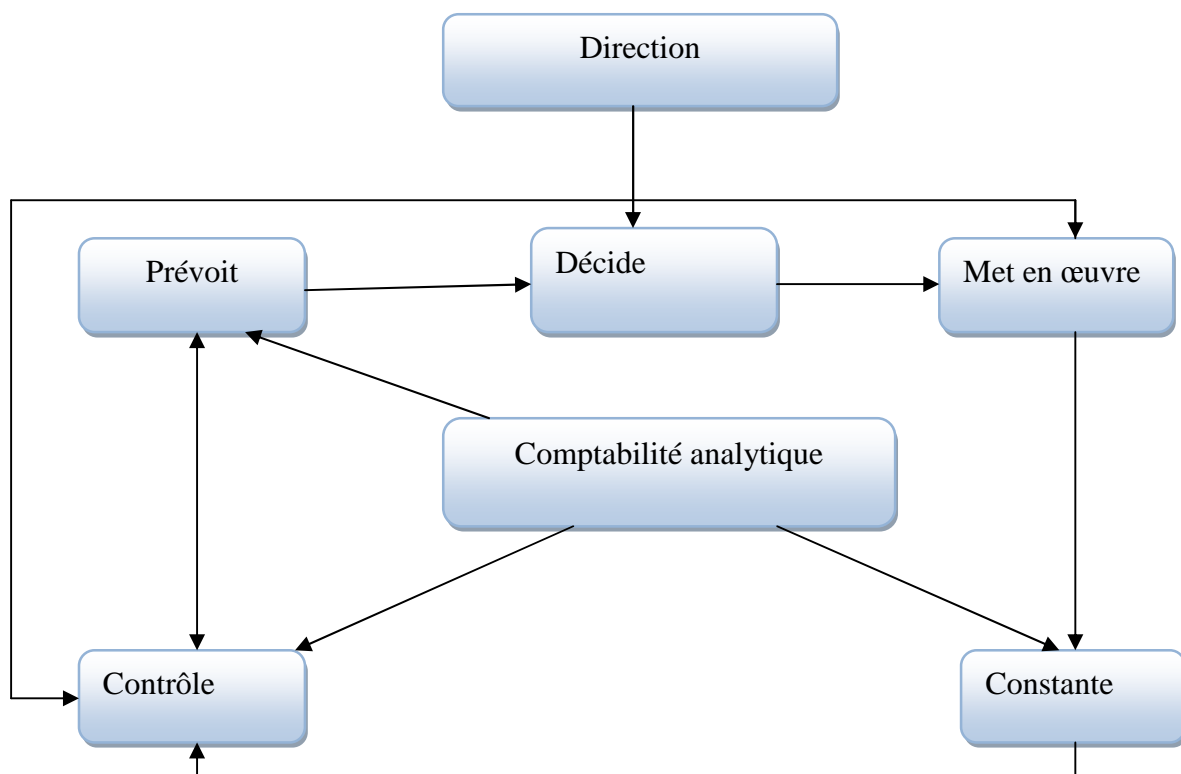 Direction
Prévoit
Décide
Met en œuvre
Comptabilité analytique
Contrôle
Constante